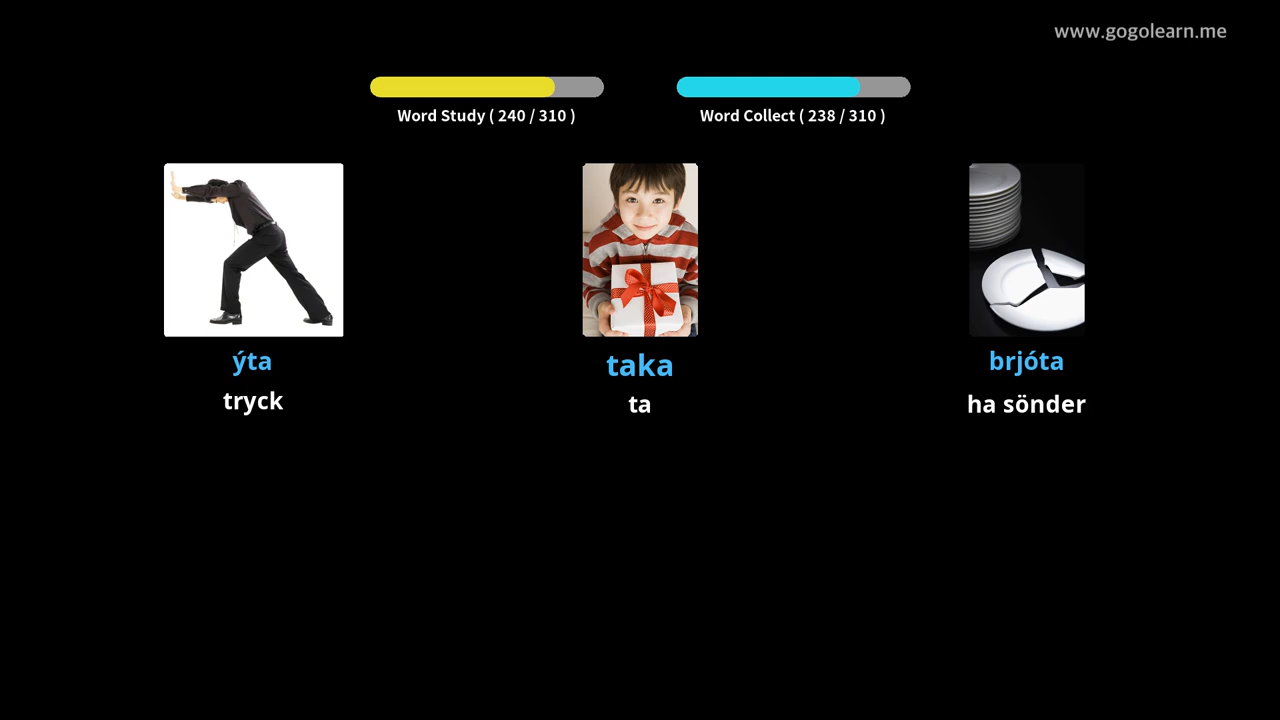 www.gogolearn.me
Word Study ( 240 / 310 )
Word Collect ( 238 / 310 )
ýta
taka
brjóta
tryck
ta
ha sönder